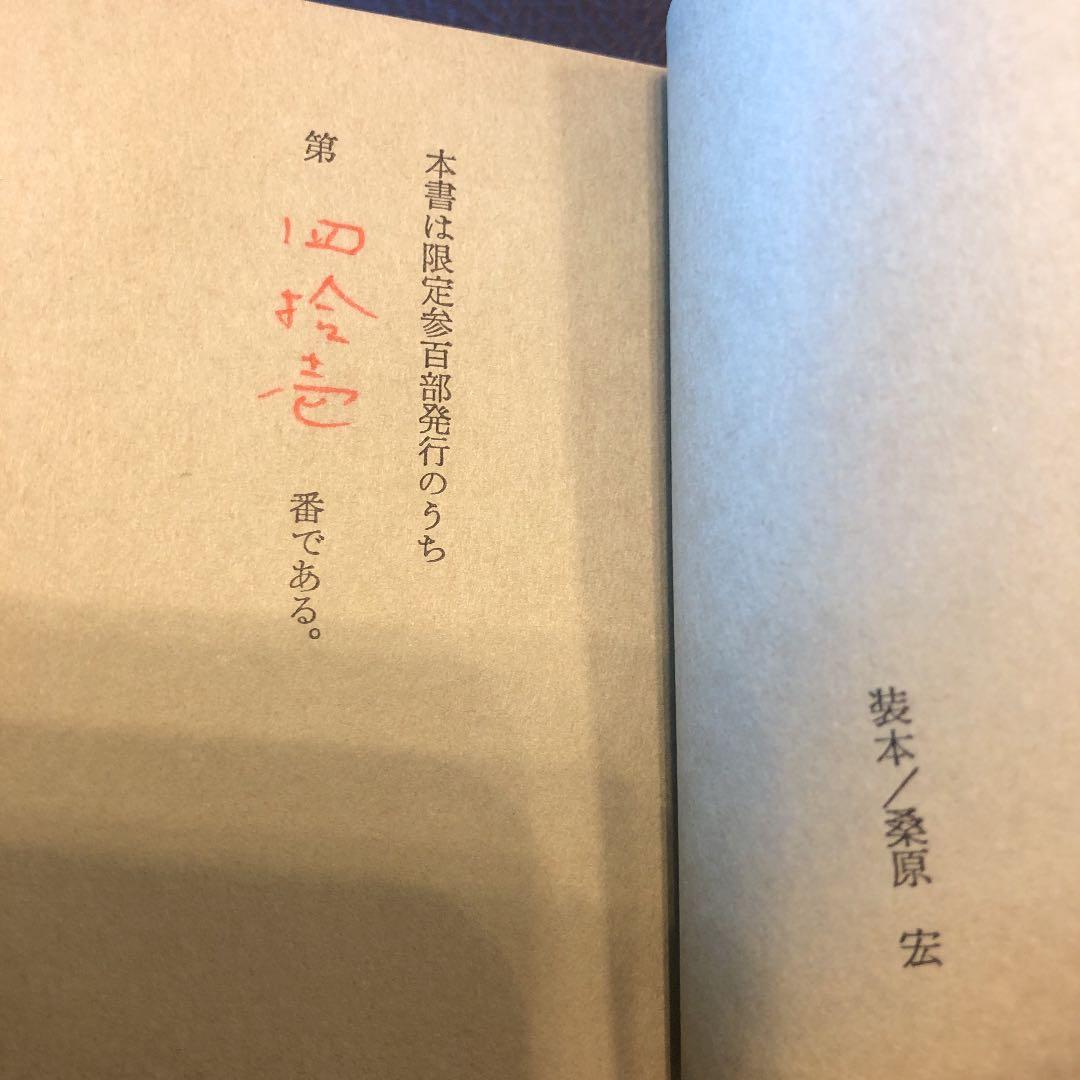 装本／桑原　宏
本書は限定参百部発行のうち
第　四拾壱　番である。